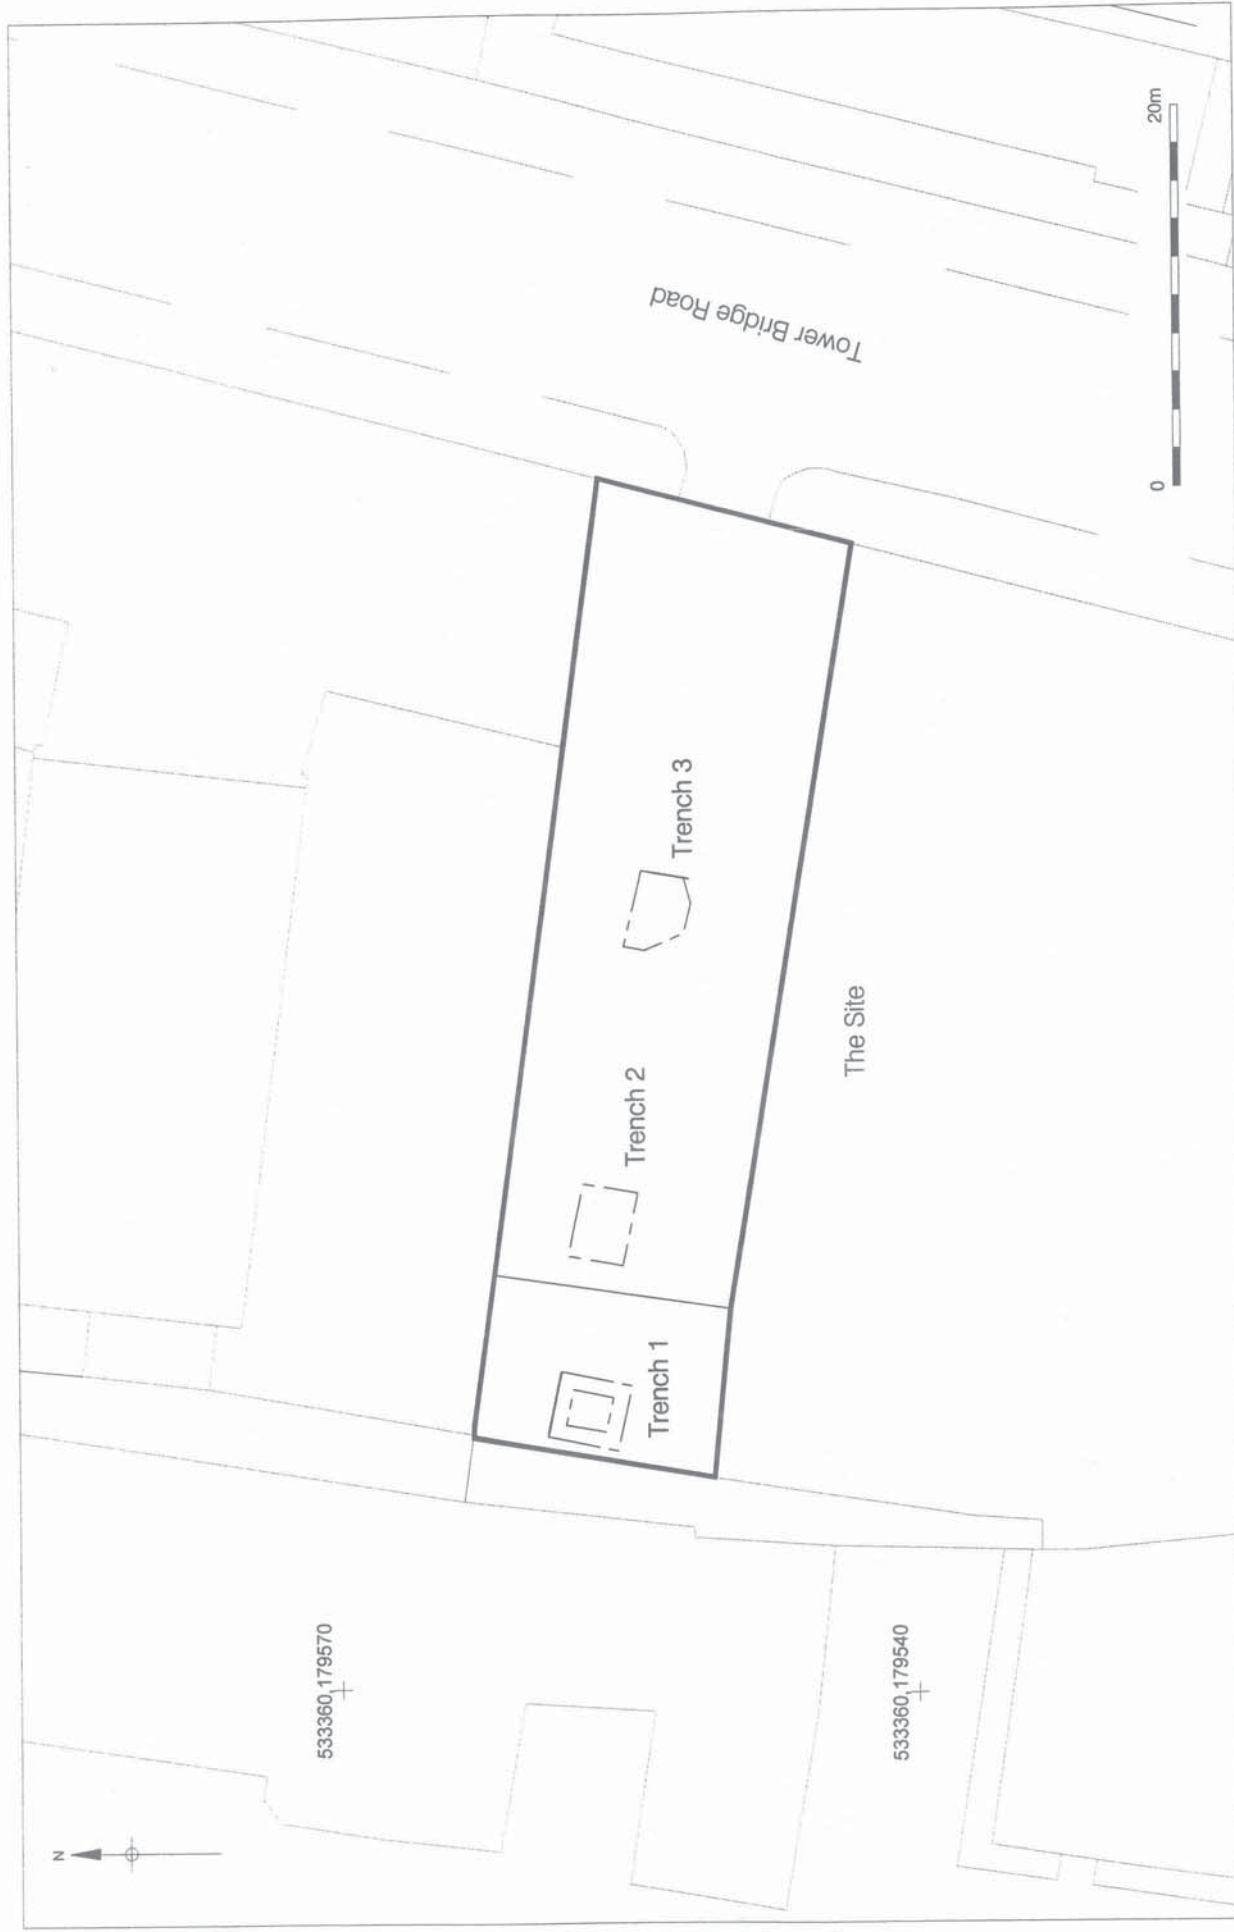 N
533360,179570
533360,179540
Trench 1
Trench 2
Trench 3
The Site
Tower Bridge Road
0
20m